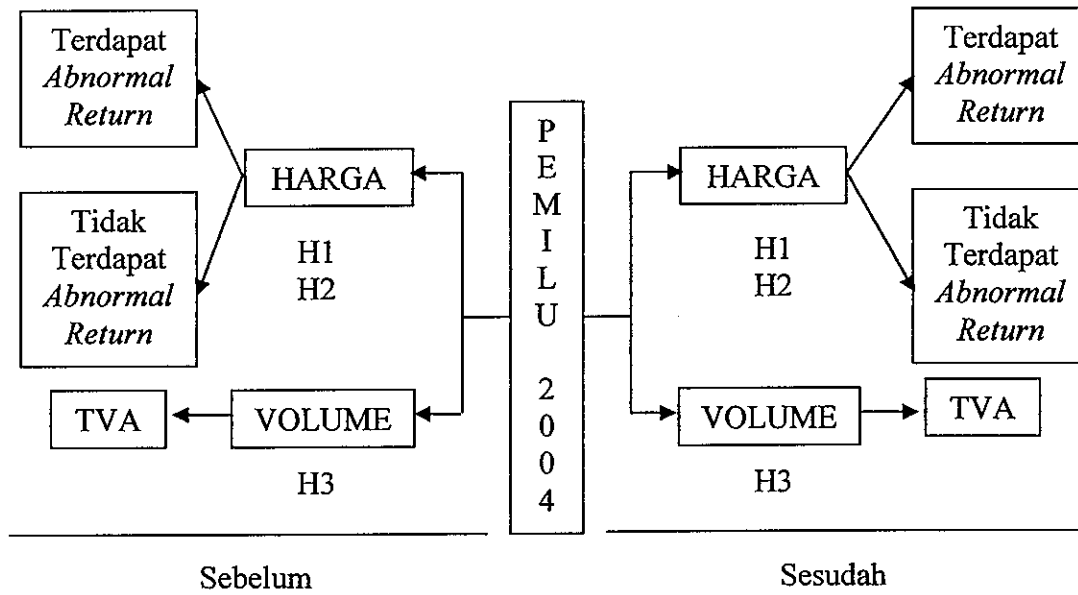 Terdapat
Abnormal
Return
Tidak
Terdapat
Abnormal
Return
HARGA
H1
H2
TVA
VOLUME
H3
Sebelum
P
E
M
I
L
U
2
0
0
4
HARGA
H1
H2
Terdapat
Abnormal
Return
Tidak
Terdapat
Abnormal
Return
VOLUME
TVA
H3
Sesudah